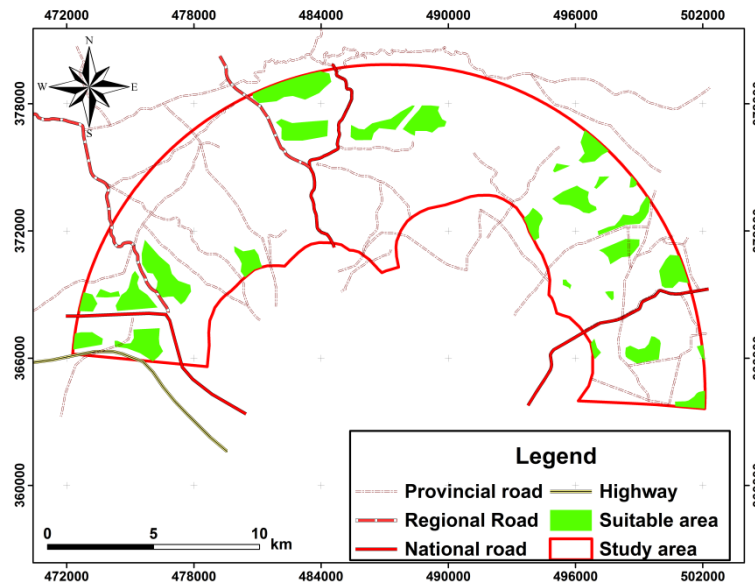 472000 478000 484000 490000 496000 502000
N
W E
S
378000
372000
366000
360000
Legend
Provincial road
Highway
Regional Road
Suitable area
National road
Study area
0 5 10
km
472000 478000 484000 490000 496000 502000